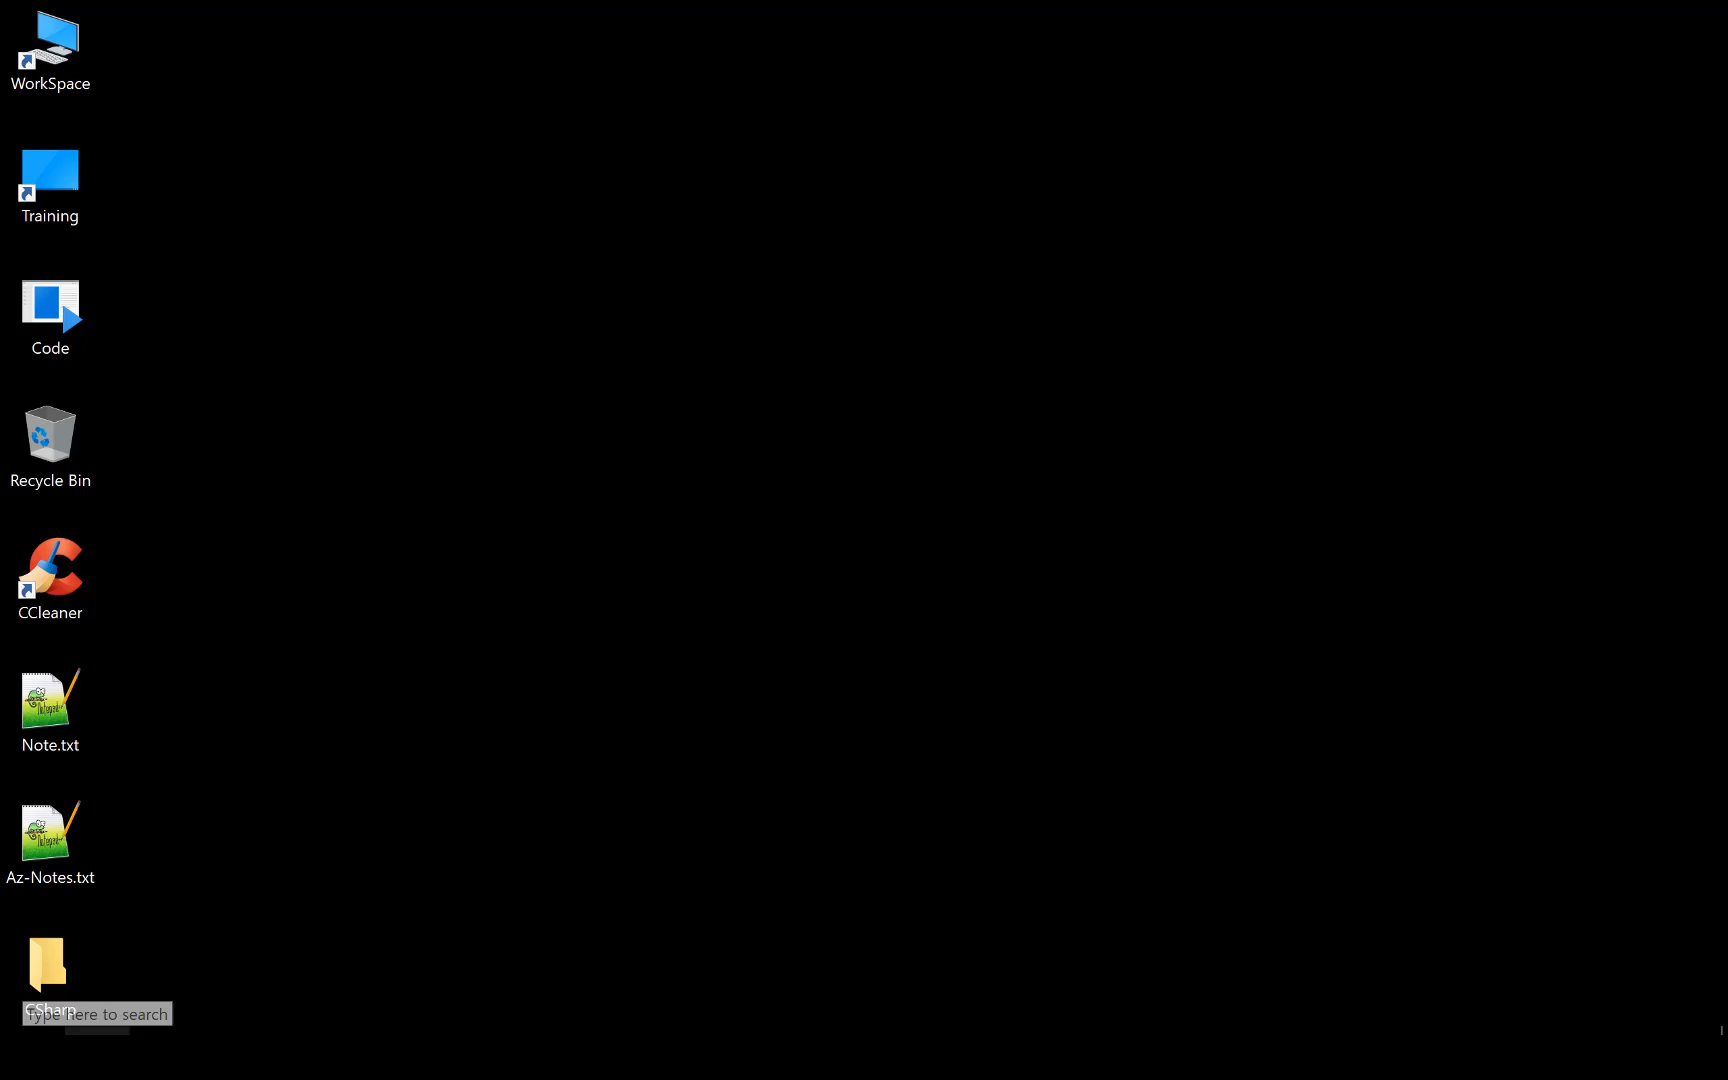 WorkSpace
Training
Code
Recycle Bin
CCleaner
Note.txt
Az-Notes.txt
CSharp
Type here to search